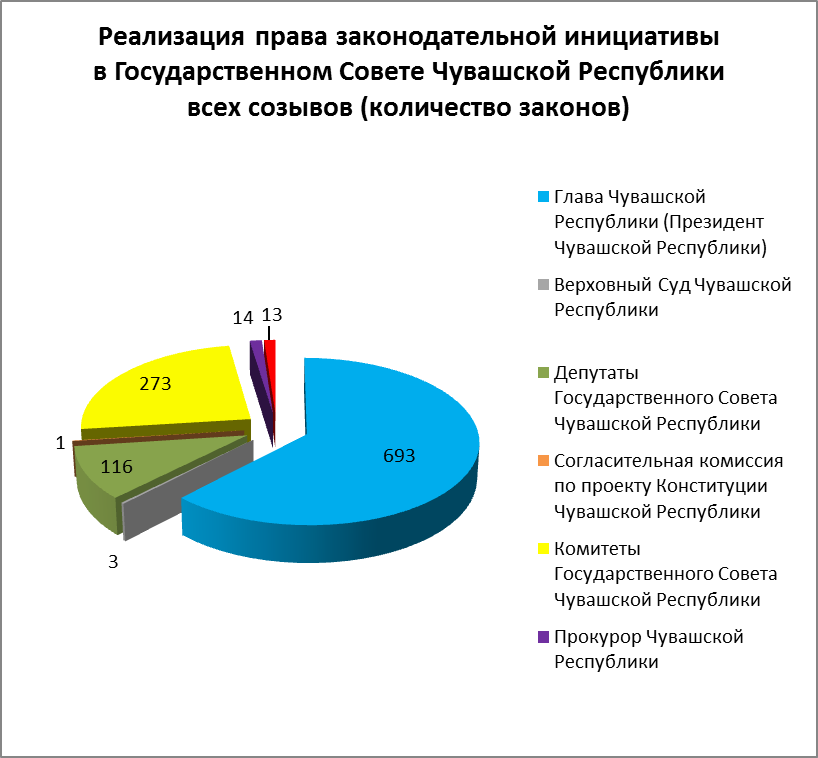 Реализация права законодательной инициативы
в Государственном Совете Чувашской Республики
всех созывов (количество законов)
Глава Чувашской
Республики (Президент
Чувашской Республики)
Верховный Суд Чувашской
Республики
Депутаты
Государственного Совета
Чувашской Республики
Согласительная комиссия
по проекту Конституции
Чувашской Республики
Комитеты
Государственного Совета
Чувашской Республики
Прокурор Чувашской
Республики
14
13
273
693
1
116
3